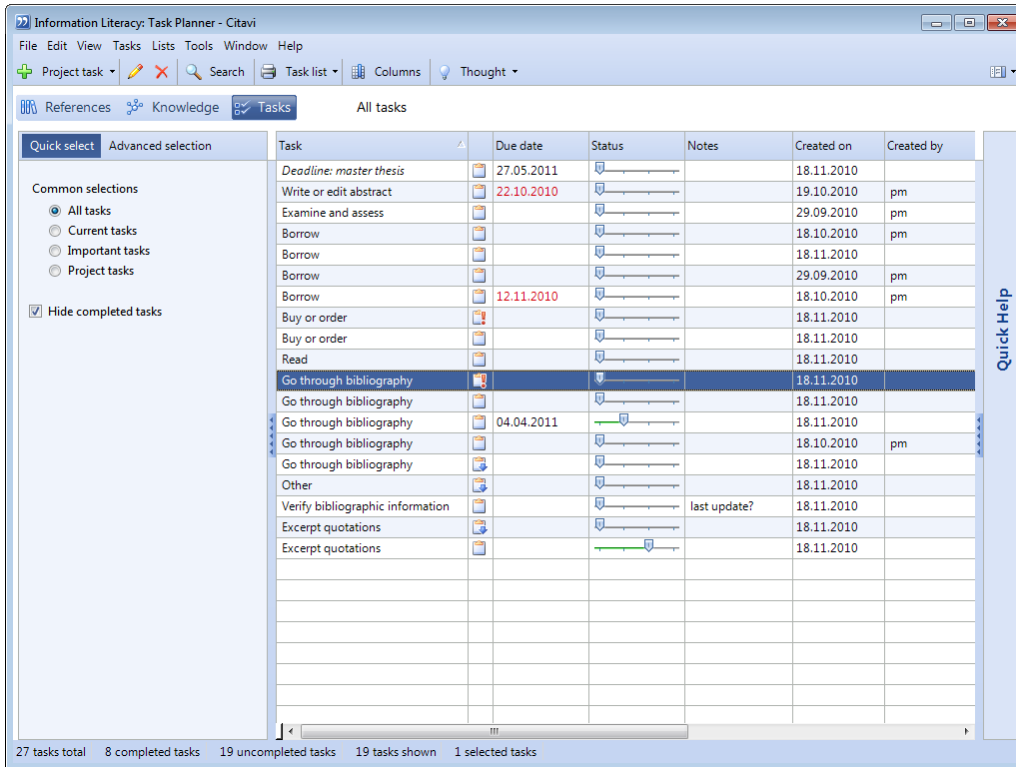 Information Literacy: Task Planner - Citavi
File Edit View Tasks Lists Tools Window Help
Project task Search Task list Columns Thought
References Knowledge Tasks All tasks
Quick select Advanced selection
Common selections
All tasks
Current tasks
Important tasks
Project tasks
Hide completed tasks
Task Due date Status Notes Created on Created by
Deadline: master thesis 27.05.2011 18.11.2010
Write or edit abstract 22.10.2010 19.10.2010 pm
Examine and assess 29.09.2010 pm
Borrow 18.10.2010 pm
Borrow 18.11.2010
Borrow 29.09.2010 pm
Borrow 12.11.2010 18.10.2010 pm
Buy or order 18.11.2010
Buy or order 18.11.2010
Read 18.11.2010
Go through bibliography 18.11.2010
Go through bibliography 18.11.2010
Go through bibliography 04.04.2011 18.11.2010
Go through bibliography 18.10.2010 pm
Go through bibliography 18.11.2010
Other 18.11.2010
Verify bibliographic information last update? 18.11.2010
Excerpt quotations 18.11.2010
Excerpt quotations 18.11.2010
Quick Help
27 tasks total 8 completed tasks 19 uncompleted tasks 19 tasks shown 1 selected tasks